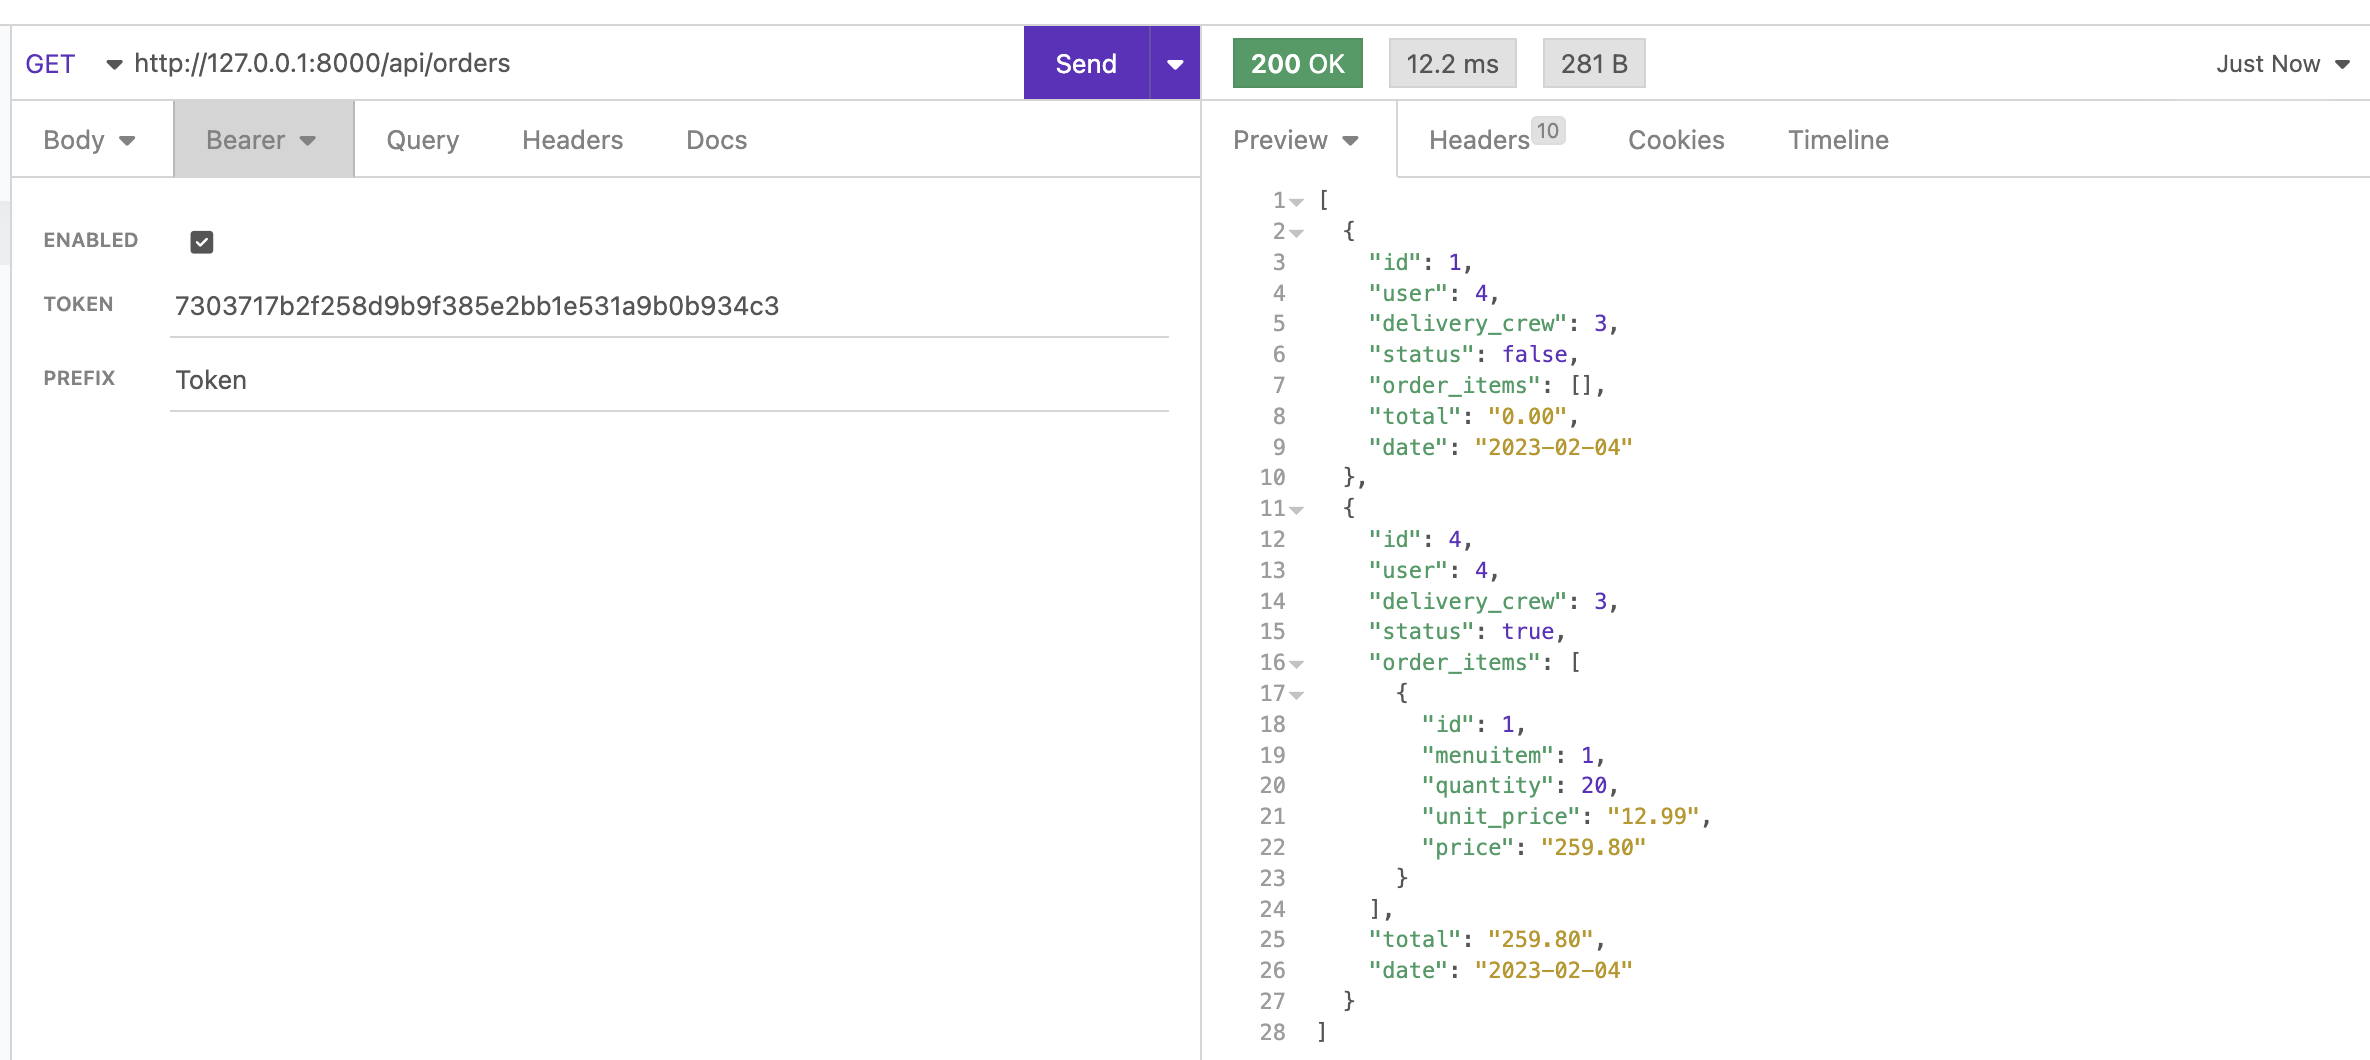 GET http://127.0.0.1:8000/api/orders Send
Body Bearer Query Headers Docs
ENABLED
TOKEN 7303717b2f258d9b9f385e2bb1e531a9b0b934c3
PREFIX Token
200 OK 12.2 ms 281 B Just Now
Preview Headers 10 Cookies Timeline
1 [
2 {
3 "id": 1,
4 "user": 4,
5 "delivery_crew": 3,
6 "status": false,
7 "order_items": [],
8 "total": "0.00",
9 "date": "2023-02-04"
10 },
11 {
12 "id": 4,
13 "user": 4,
14 "delivery_crew": 3,
15 "status": true,
16 "order_items": [
17 {
18 "id": 1,
19 "menuitem": 1,
20 "quantity": 20,
21 "unit_price": "12.99",
22 "price": "259.80"
23 }
24 ],
25 "total": "259.80",
26 "date": "2023-02-04"
27 }
28 ]